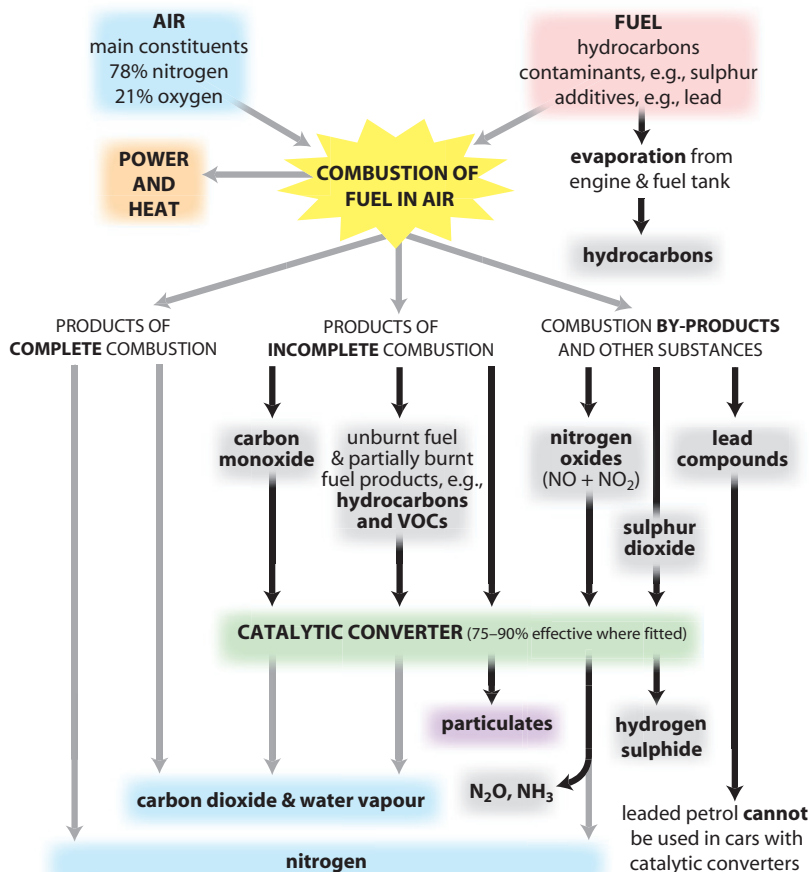 AIR
main constituents
78% nitrogen
21% oxygen
FUEL
hydrocarbons
contaminants, e.g., sulphur
additives, e.g., lead
POWER
AND
HEAT
COMBUSTION OF
FUEL IN AIR
evaporation from
engine & fuel tank
hydrocarbons
PRODUCTS OF
COMPLETE COMBUSTION
PRODUCTS OF
INCOMPLETE COMBUSTION
COMBUSTION BY-PRODUCTS
AND OTHER SUBSTANCES
carbon
monoxide
unburnt fuel
& partially burnt
fuel products, e.g.,
hydrocarbons
and VOCs
nitrogen
oxides
(NO + NO₂)
sulphur
dioxide
lead
compounds
CATALYTIC CONVERTER (75–90% effective where fitted)
particulates
hydrogen
sulphide
carbon dioxide & water vapour
N₂O, NH₃
leaded petrol cannot
be used in cars with
catalytic converters
nitrogen